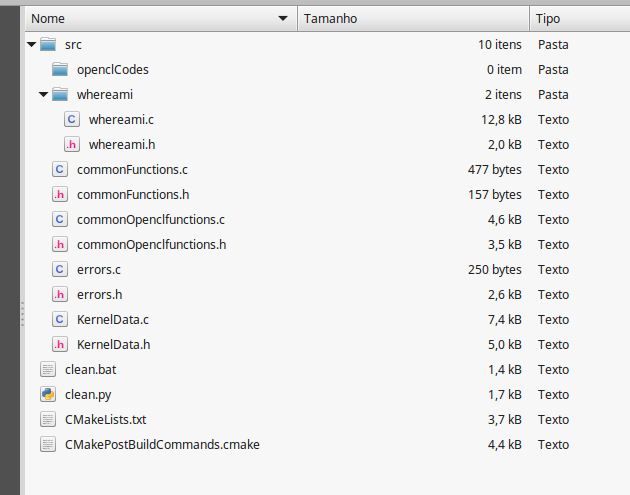 Nome Tamanho Tipo
src 10 itens Pasta
openclCodes 0 item Pasta
whereami 2 itens Pasta
C whereami.c 12,8 kB Texto
.h whereami.h 2,0 kB Texto
C commonFunctions.c 477 bytes Texto
.h commonFunctions.h 157 bytes Texto
C commonOpenclfunctions.c 4,6 kB Texto
.h commonOpenclfunctions.h 3,5 kB Texto
C errors.c 250 bytes Texto
.h errors.h 2,6 kB Texto
C KernelData.c 7,4 kB Texto
.h KernelData.h 5,0 kB Texto
clean.bat 1,4 kB Texto
clean.py 1,7 kB Texto
CMakeLists.txt 3,7 kB Texto
CMakePostBuildCommands.cmake 4,4 kB Texto